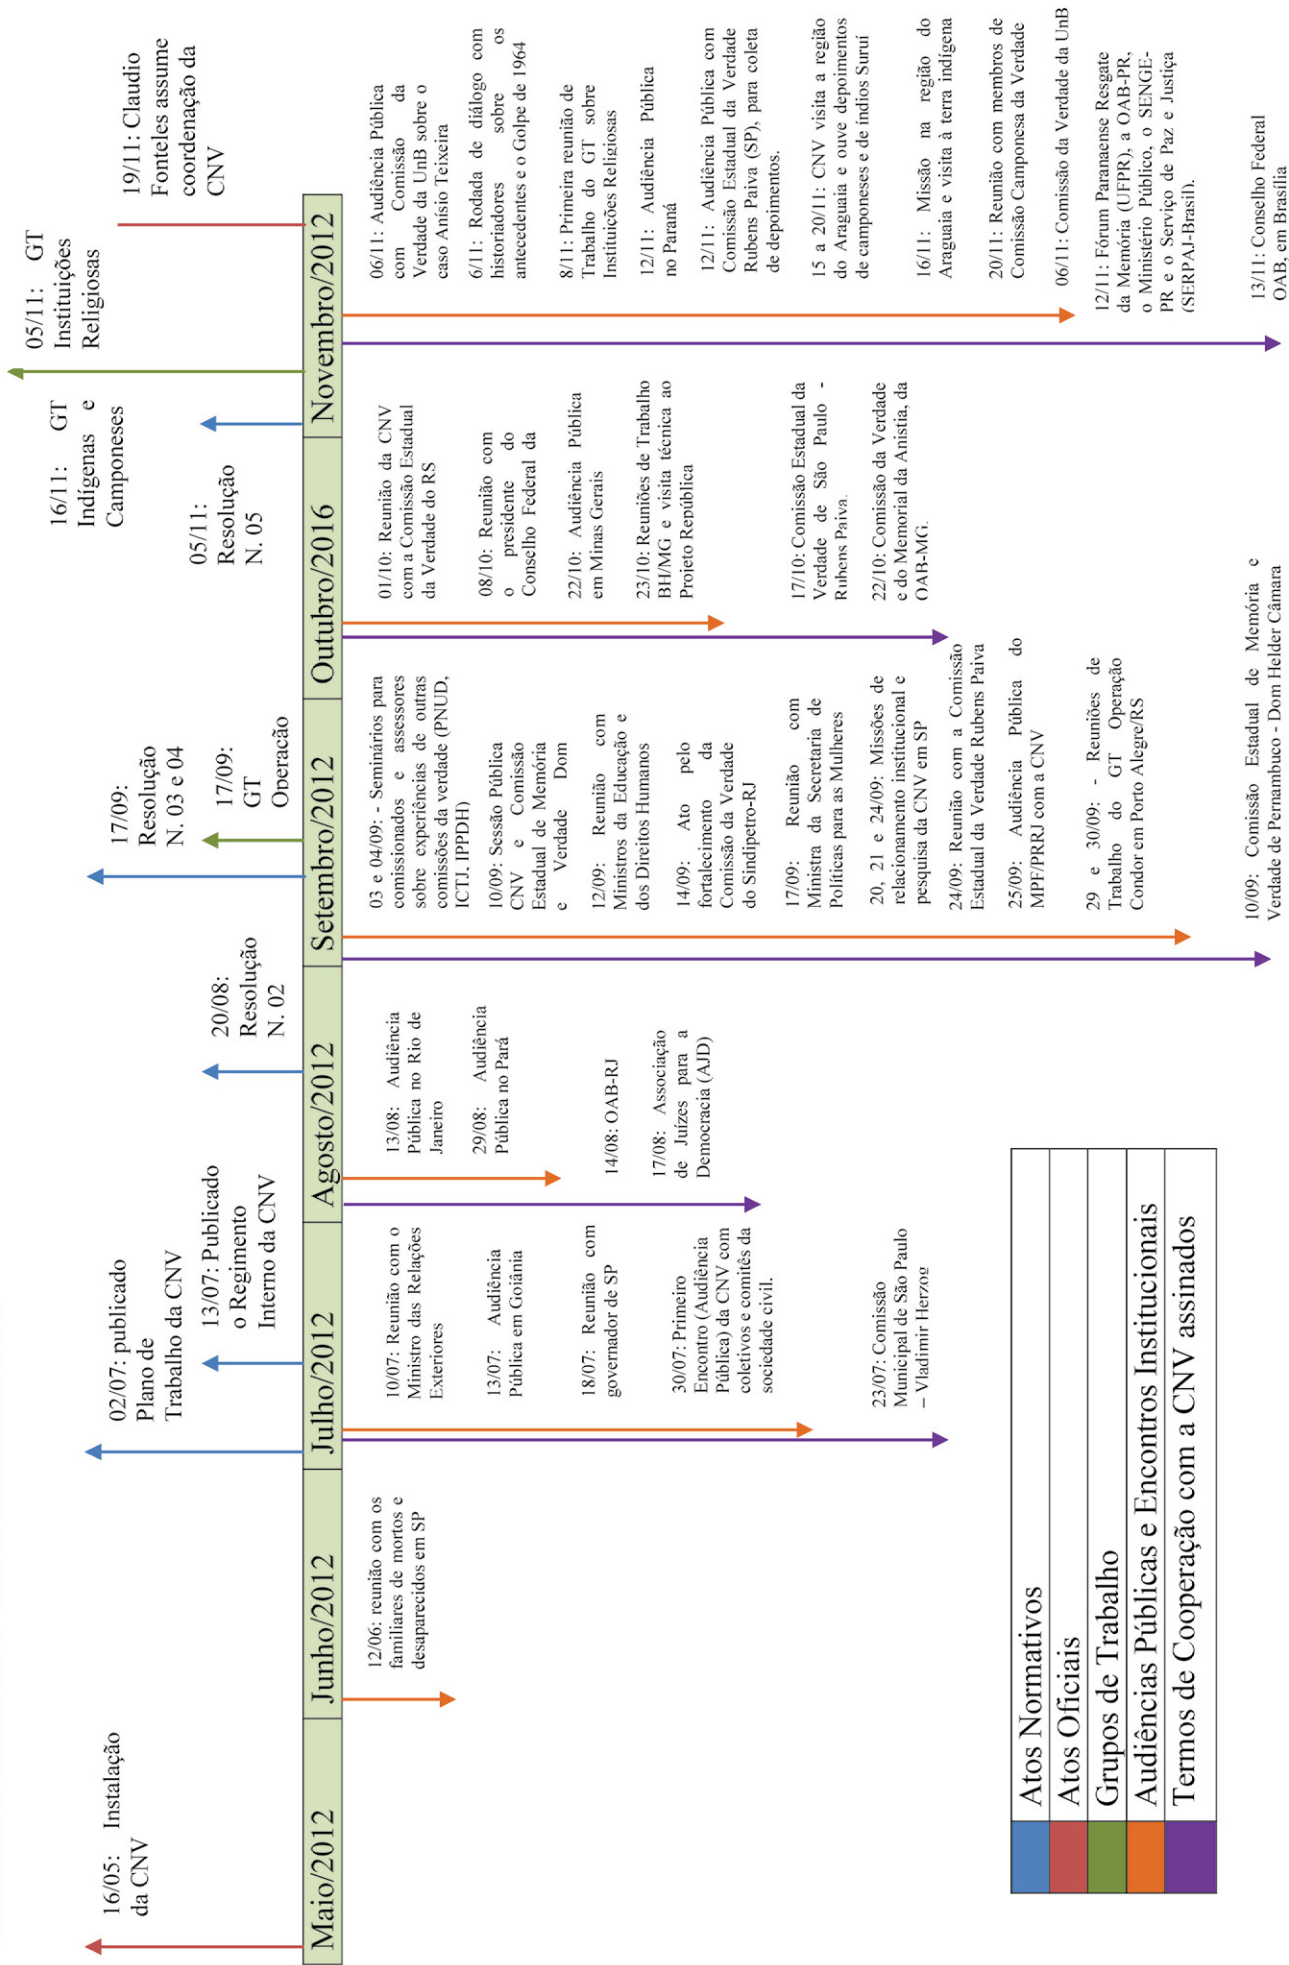 16/05: Instalação
da CNV
02/07: publicado
Plano de
Trabalho da CNV
13/07: Publicado
o Regimento
Interno da CNV
20/08:
Resolução
N. 02
17/09:
Resolução
N. 03 e 04
17/09:
GT
Operação
16/11: GT
Indígenas e
Camponeses
05/11:
Resolução
N. 05
05/11: GT
Instituições
Religiosas
19/11: Claudio
Fonteles assume
coordenação da
CNV
Maio/2012
Junho/2012
Julho/2012
Agosto/2012
Setembro/2012
Outubro/2016
Novembro/2012
12/06: reunião com os
familiares de mortos e
desaparecidos em SP
10/07: Reunião com o
Ministro das Relações
Exteriores
13/07: Audiência
Pública em Goiânia
18/07: Reunião com
governador de SP
30/07: Primeiro
Encontro (Audiência
Pública) da CNV com
coletivos e comitês da
sociedade civil.
23/07: Comissão
Municipal de São Paulo
– Vladimir Herzog
13/08: Audiência
Pública no Rio de
Janeiro
29/08: Audiência
Pública no Pará
14/08: OAB-RJ
17/08: Associação
de Juízes para a
Democracia (AJD)
03 e 04/09: - Seminários para
comissionados e assessores
sobre experiências de outras
comissões da verdade (PNUD,
ICTJ, IPPDH)
10/09: Sessão Pública
CNV e Comissão
Estadual de Memória
e Verdade Dom
12/09: Reunião com
Ministros da Educação e
dos Direitos Humanos
14/09: Ato pelo
fortalecimento da
Comissão da Verdade
do Sindipetro-RJ
17/09: Reunião com
Ministra da Secretaria de
Políticas para as Mulheres
20, 21 e 24/09: Missões de
relacionamento institucional e
pesquisa da CNV em SP
24/09: Reunião com a Comissão
Estadual da Verdade Rubens Paiva
25/09: Audiência Pública do
MPF/PRRJ com a CNV
29 e 30/09: - Reuniões de
Trabalho do GT Operação
Condor em Porto Alegre/RS
10/09: Comissão Estadual de Memória e
Verdade de Pernambuco - Dom Helder Câmara
01/10: Reunião da CNV
com a Comissão Estadual
da Verdade do RS
08/10: Reunião com
o presidente do
Conselho Federal da
22/10: Audiência Pública
em Minas Gerais
23/10: Reuniões de Trabalho
BH/MG e visita técnica ao
Projeto República
17/10: Comissão Estadual da
Verdade de São Paulo -
Rubens Paiva.
22/10: Comissão da Verdade
e do Memorial da Anistia, da
OAB-MG.
06/11: Audiência Pública
com Comissão da
Verdade da UnB sobre o
caso Anísio Teixeira
6/11: Rodada de diálogo com
historiadores sobre os
antecedentes e o Golpe de 1964
8/11: Primeira reunião de
Trabalho do GT sobre
Instituições Religiosas
12/11: Audiência Pública
no Paraná
12/11: Audiência Pública com
Comissão Estadual da Verdade
Rubens Paiva (SP), para coleta
de depoimentos.
15 a 20/11: CNV visita a região
do Araguaia e ouve depoimentos
de camponeses e de índios Suruí
16/11: Missão na região do
Araguaia e visita à terra indígena
20/11: Reunião com membros de
Comissão Camponesa da Verdade
06/11: Comissão da Verdade da UnB
12/11: Fórum Paranaense Resgate
da Memória (UFPR), a OAB-PR,
o Ministério Público, o SENGE-
PR e o Serviço de Paz e Justiça
(SERPAJ-Brasil).
13/11: Conselho Federal
OAB, em Brasília
Atos Normativos
Atos Oficiais
Grupos de Trabalho
Audiências Públicas e Encontros Institucionais
Termos de Cooperação com a CNV assinados